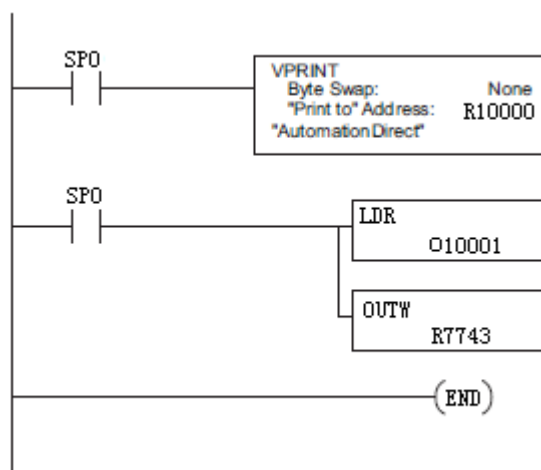 SP0
VPRINT
Byte Swap: None
"Print to" Address: R10000
"AutomationDirect"
SP0
LDR
O10001
OUTW
R7743
END